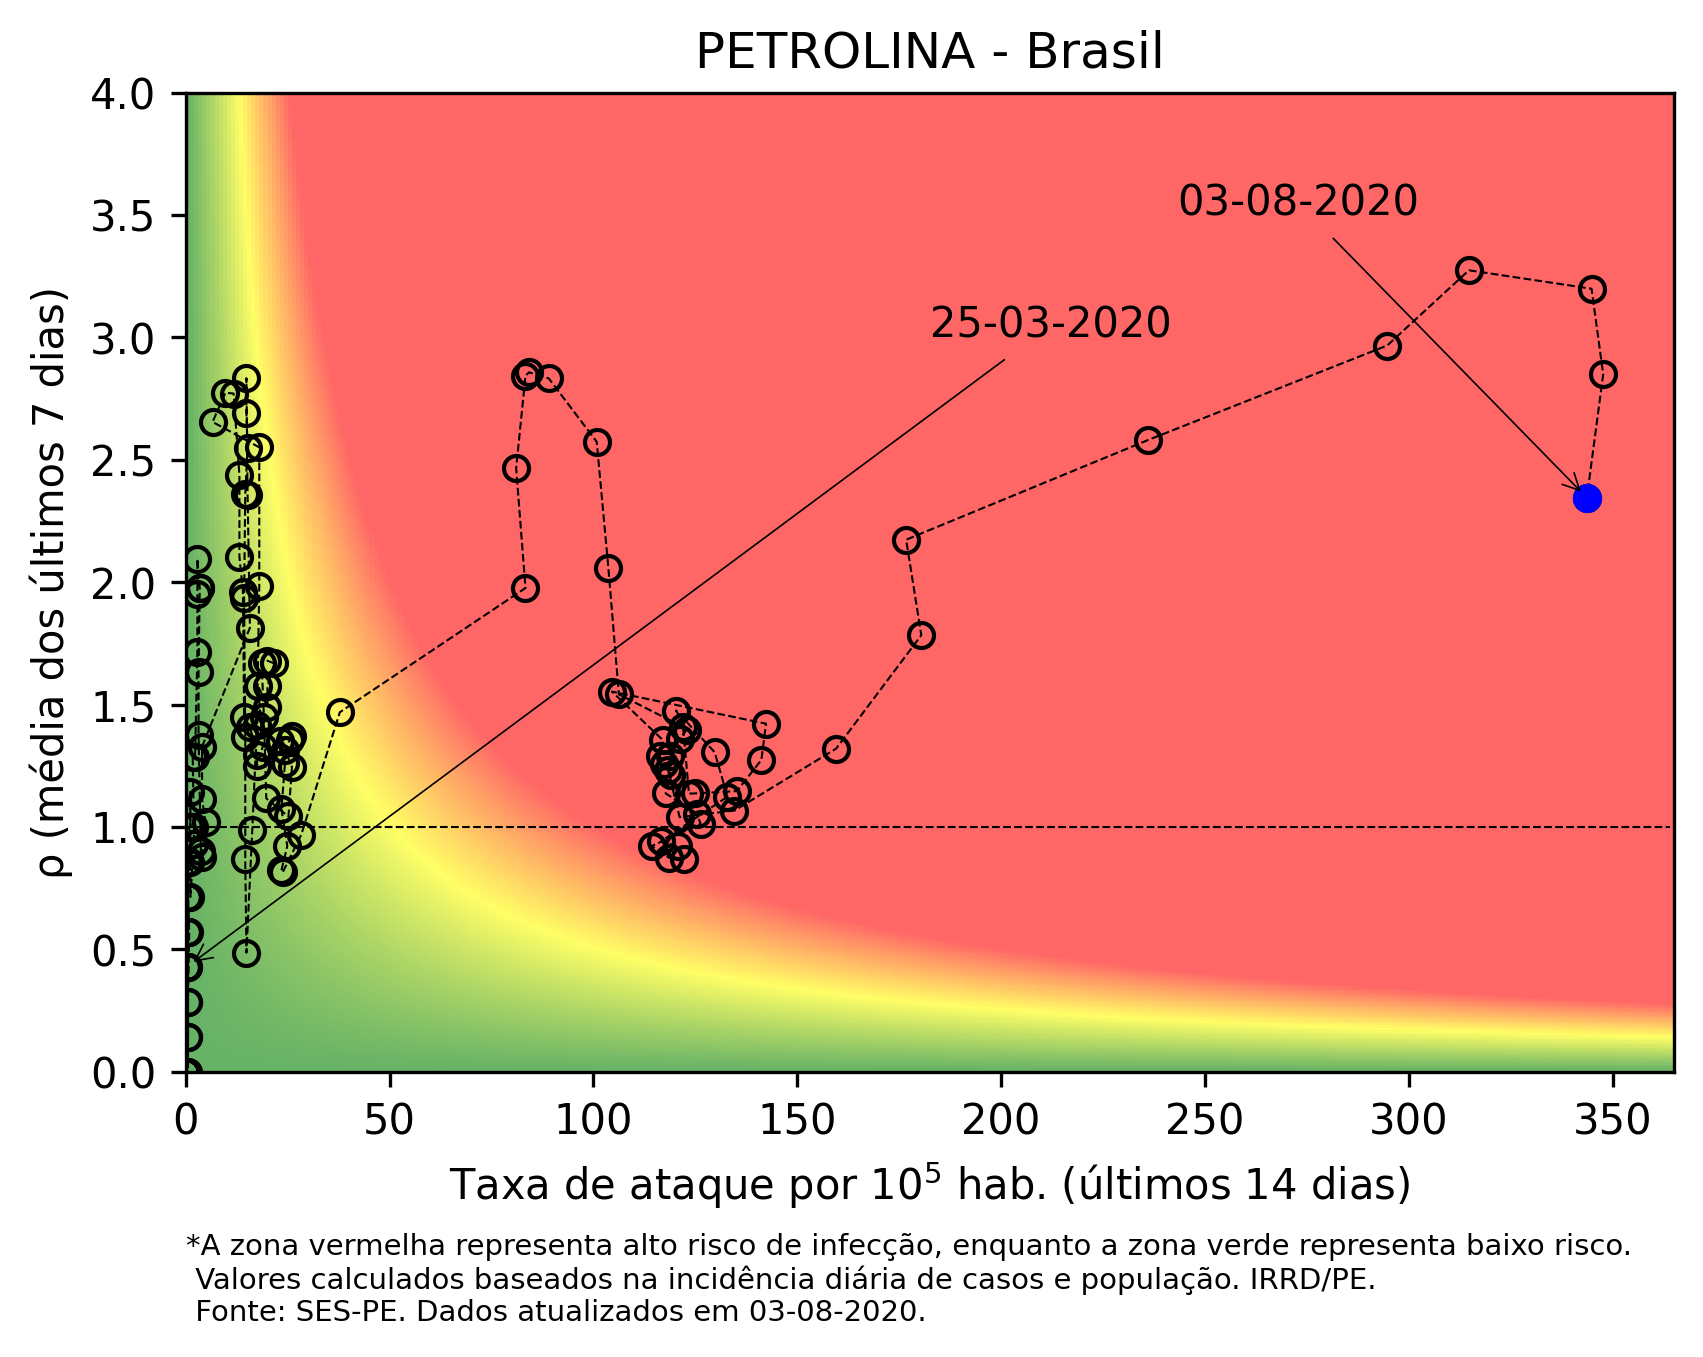 PETROLINA - Brasil
4.0
3.5
3.0
2.5
2.0
1.5
1.0
0.5
0.0
ρ (média dos últimos 7 dias)
03-08-2020
25-03-2020
0 50 100 150 200 250 300 350
Taxa de ataque por 10⁵ hab. (últimos 14 dias)
*A zona vermelha representa alto risco de infecção, enquanto a zona verde representa baixo risco.
Valores calculados baseados na incidência diária de casos e população. IRRD/PE.
Fonte: SES-PE. Dados atualizados em 03-08-2020.